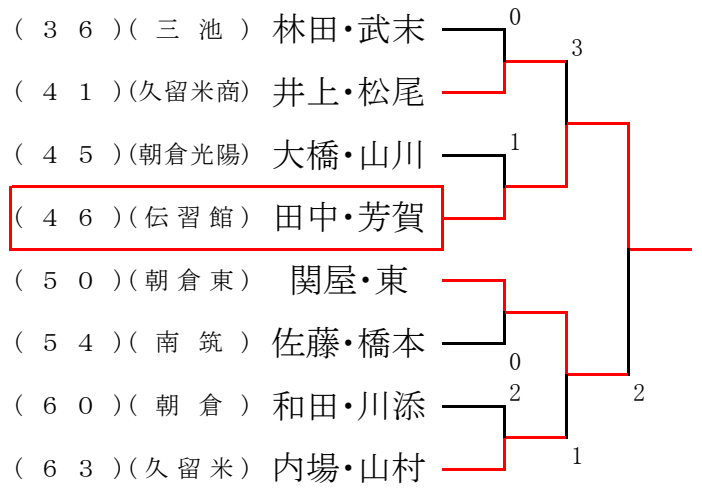 (36)(三池) 林田・武末 0
3
(41)(久留米商) 井上・松尾
(45)(朝倉光陽) 大橋・山川 1
(46)(伝習館) 田中・芳賀
(50)(朝倉東) 関屋・東
(54)(南筑) 佐藤・橋本 0
(60)(朝倉) 和田・川添 2 2
1
(63)(久留米) 内場・山村